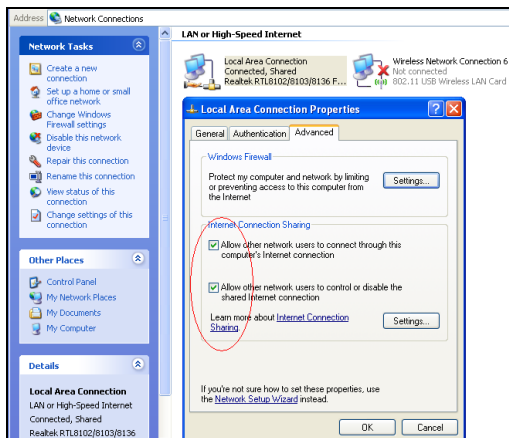 Address Network Connections
Network Tasks
Create a new
connection
Set up a home or small
office network
Change Windows
Firewall settings
Disable this network
device
Repair this connection
Rename this connection
View status of this
connection
Change settings of this
connection
Other Places
Control Panel
My Network Places
My Documents
My Computer
Details
Local Area Connection
LAN or High-Speed Internet
Connected, Shared
Realtek RTL8102/8103/8136
LAN or High-Speed Internet
Local Area Connection
Connected, Shared
Realtek RTL8102/8103/8136 F...
Wireless Network Connection 6
Not connected
802.11 USB Wireless LAN Card
Local Area Connection Properties
General Authentication Advanced
Windows Firewall
Protect my computer and network by limiting
or preventing access to this computer from
the Internet
Settings...
Internet Connection Sharing
Allow other network users to connect through this
computer's Internet connection
Allow other network users to control or disable the
shared Internet connection
Learn more about Internet Connection
Sharing.
Settings...
If you're not sure how to set these properties, use
the Network Setup Wizard instead.
OK Cancel